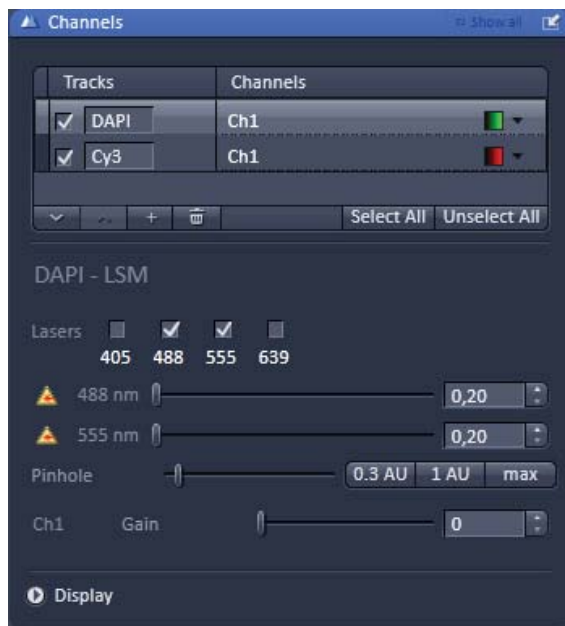 Channels Show all
Tracks Channels
DAPI Ch1
Cy3 Ch1
+ Select All Unselect All
DAPI - LSM
Lasers
405 488 555 639
488 nm 0,20
555 nm 0,20
Pinhole 0.3 AU 1 AU max
Ch1 Gain 0
Display